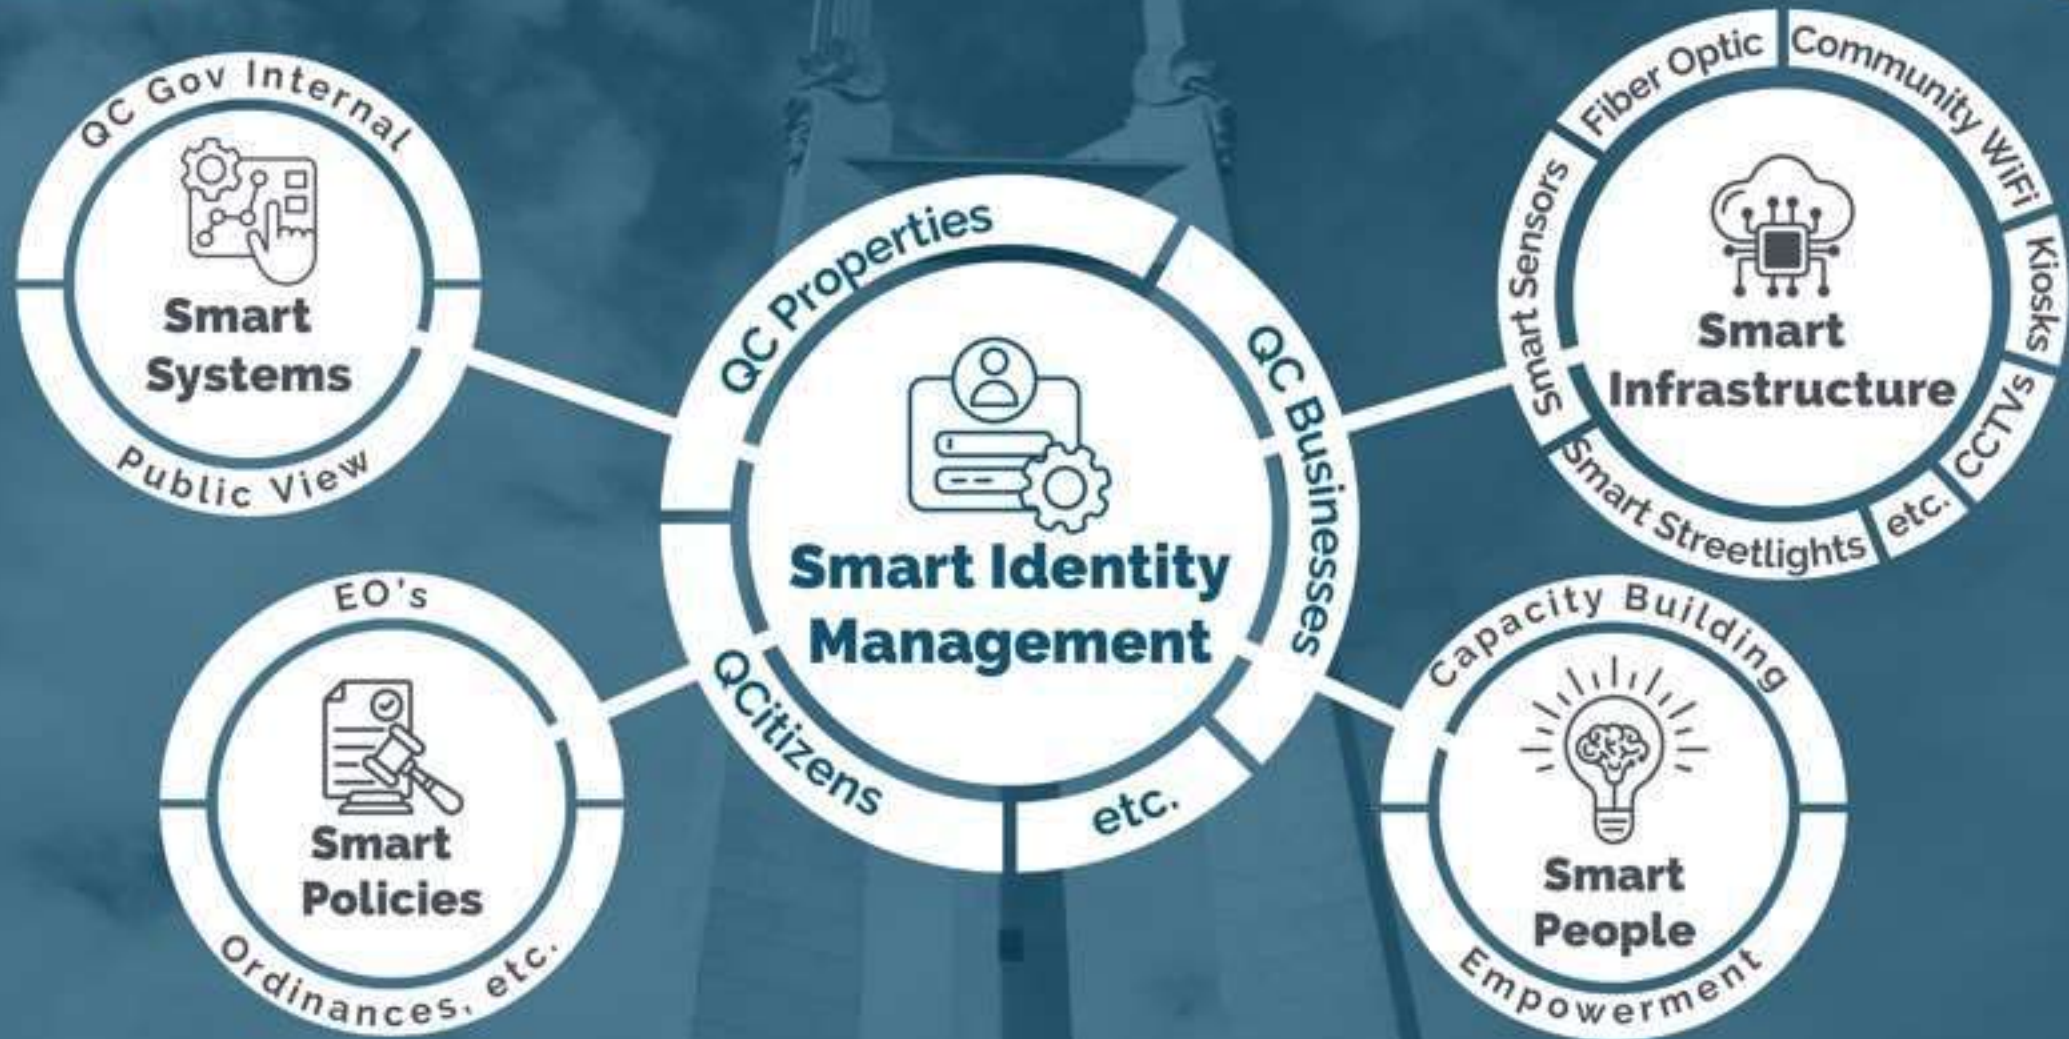 QC Gov Internal
Smart
Systems
Public View
QC Properties
QC Businesses
Smart Identity
Management
QCitizens
etc.
Fiber Optic
Community WiFi
Smart Sensors
Kiosks
Smart
Infrastructure
CCTVs
Smart Streetlights
etc.
EO's
Smart
Policies
Ordinances, etc.
Capacity Building
Smart
People
Empowerment